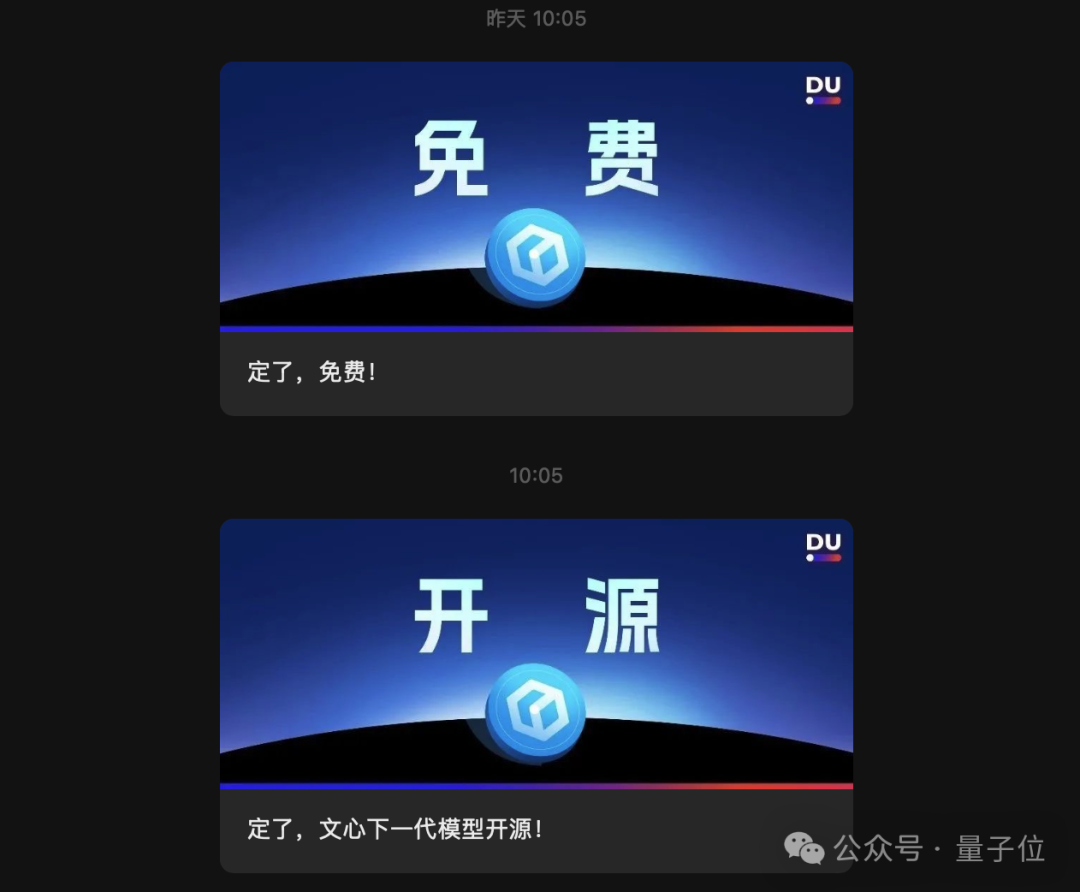 昨天 10:05
DU
免 费
定了，免费！
10:05
DU
开 源
定了，文心下一代模型开源！
公众号 · 量子位